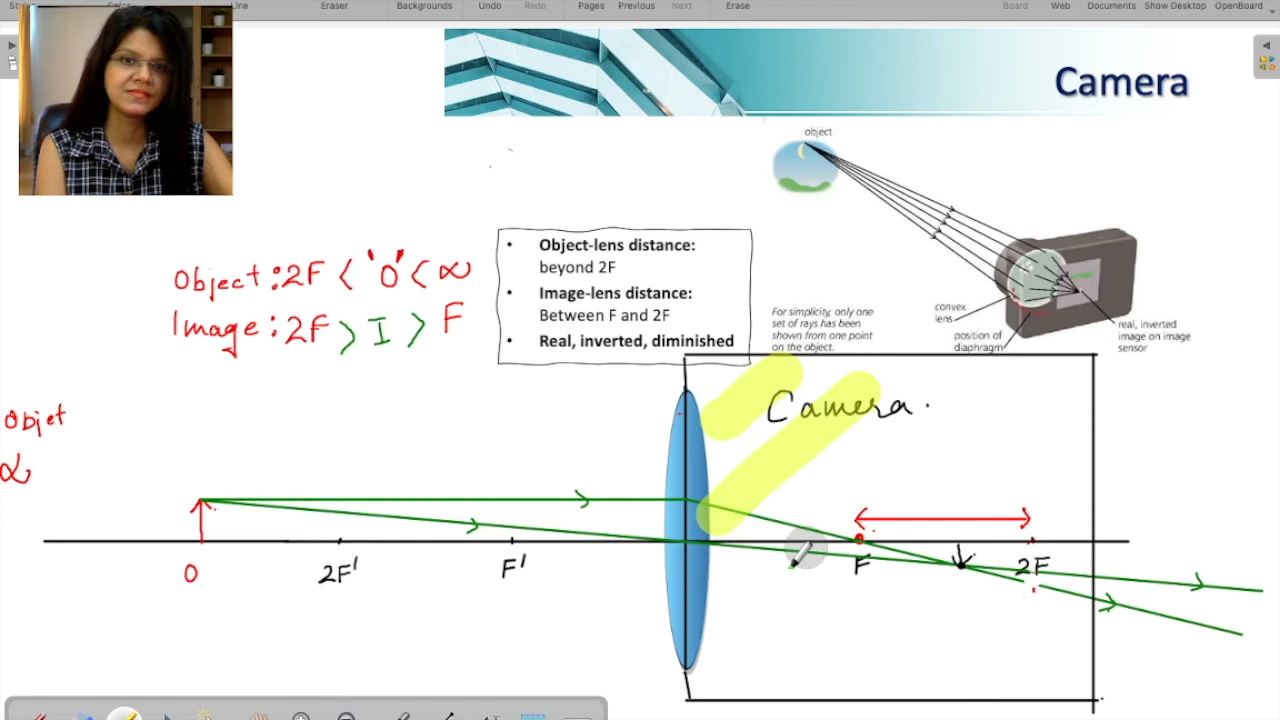 Styles
Color
Line
Eraser
Backgrounds
Undo
Redo
Pages
Previous
Next
Erase
Board
Web
Documents
Show Desktop
OpenBoard
Camera
object
Object : 2F < 'O' < ∞
Image : 2F > I > F
• Object-lens distance:
beyond 2F
• Image-lens distance:
Between F and 2F
• Real, inverted, diminished
For simplicity, only one
set of rays has been
shown from one point
on the object.
convex
lens
position of
diaphragm
real, inverted
image on image
sensor
Objet
∝
Camera.
O
2F'
F'
F
2F